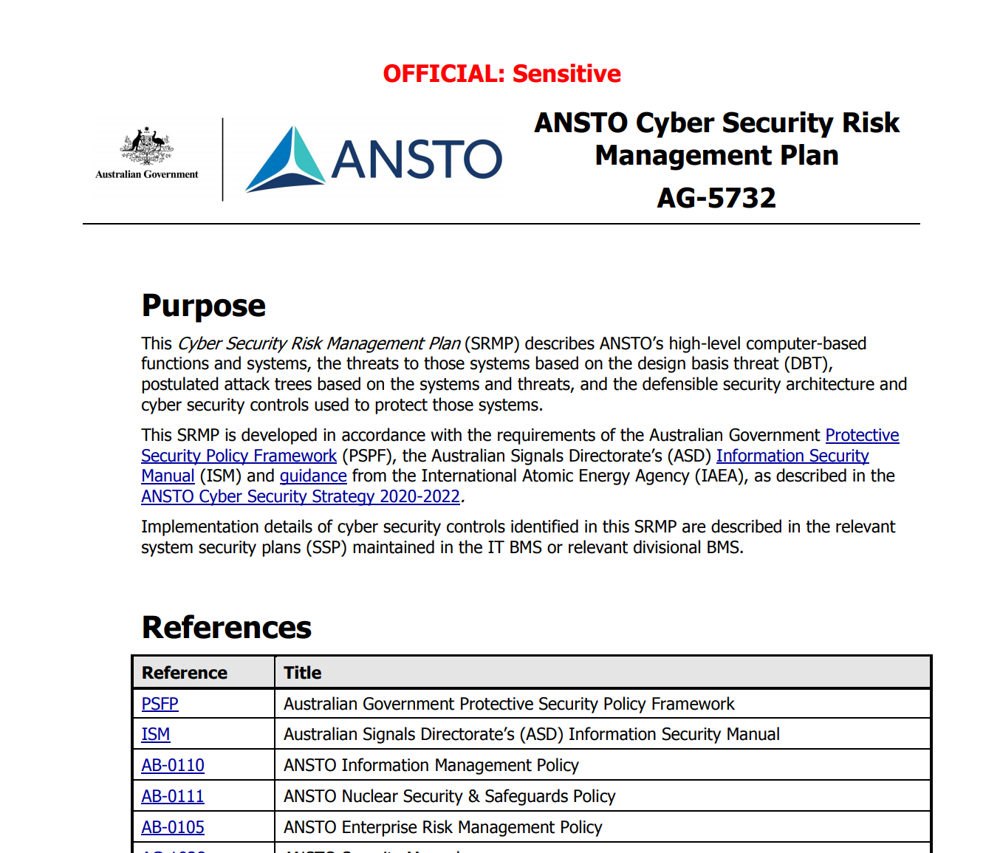 OFFICIAL: Sensitive
Australian Government
ANSTO
ANSTO Cyber Security Risk
Management Plan
AG-5732
Purpose
This Cyber Security Risk Management Plan (SRMP) describes ANSTO’s high-level computer-based
functions and systems, the threats to those systems based on the design basis threat (DBT),
postulated attack trees based on the systems and threats, and the defensible security architecture and
cyber security controls used to protect those systems.
This SRMP is developed in accordance with the requirements of the Australian Government Protective
Security Policy Framework (PSPF), the Australian Signals Directorate’s (ASD) Information Security
Manual (ISM) and guidance from the International Atomic Energy Agency (IAEA), as described in the
ANSTO Cyber Security Strategy 2020-2022.
Implementation details of cyber security controls identified in this SRMP are described in the relevant
system security plans (SSP) maintained in the IT BMS or relevant divisional BMS.
References
Reference Title
PSFP Australian Government Protective Security Policy Framework
ISM Australian Signals Directorate’s (ASD) Information Security Manual
AB-0110 ANSTO Information Management Policy
AB-0111 ANSTO Nuclear Security & Safeguards Policy
AB-0105 ANSTO Enterprise Risk Management Policy